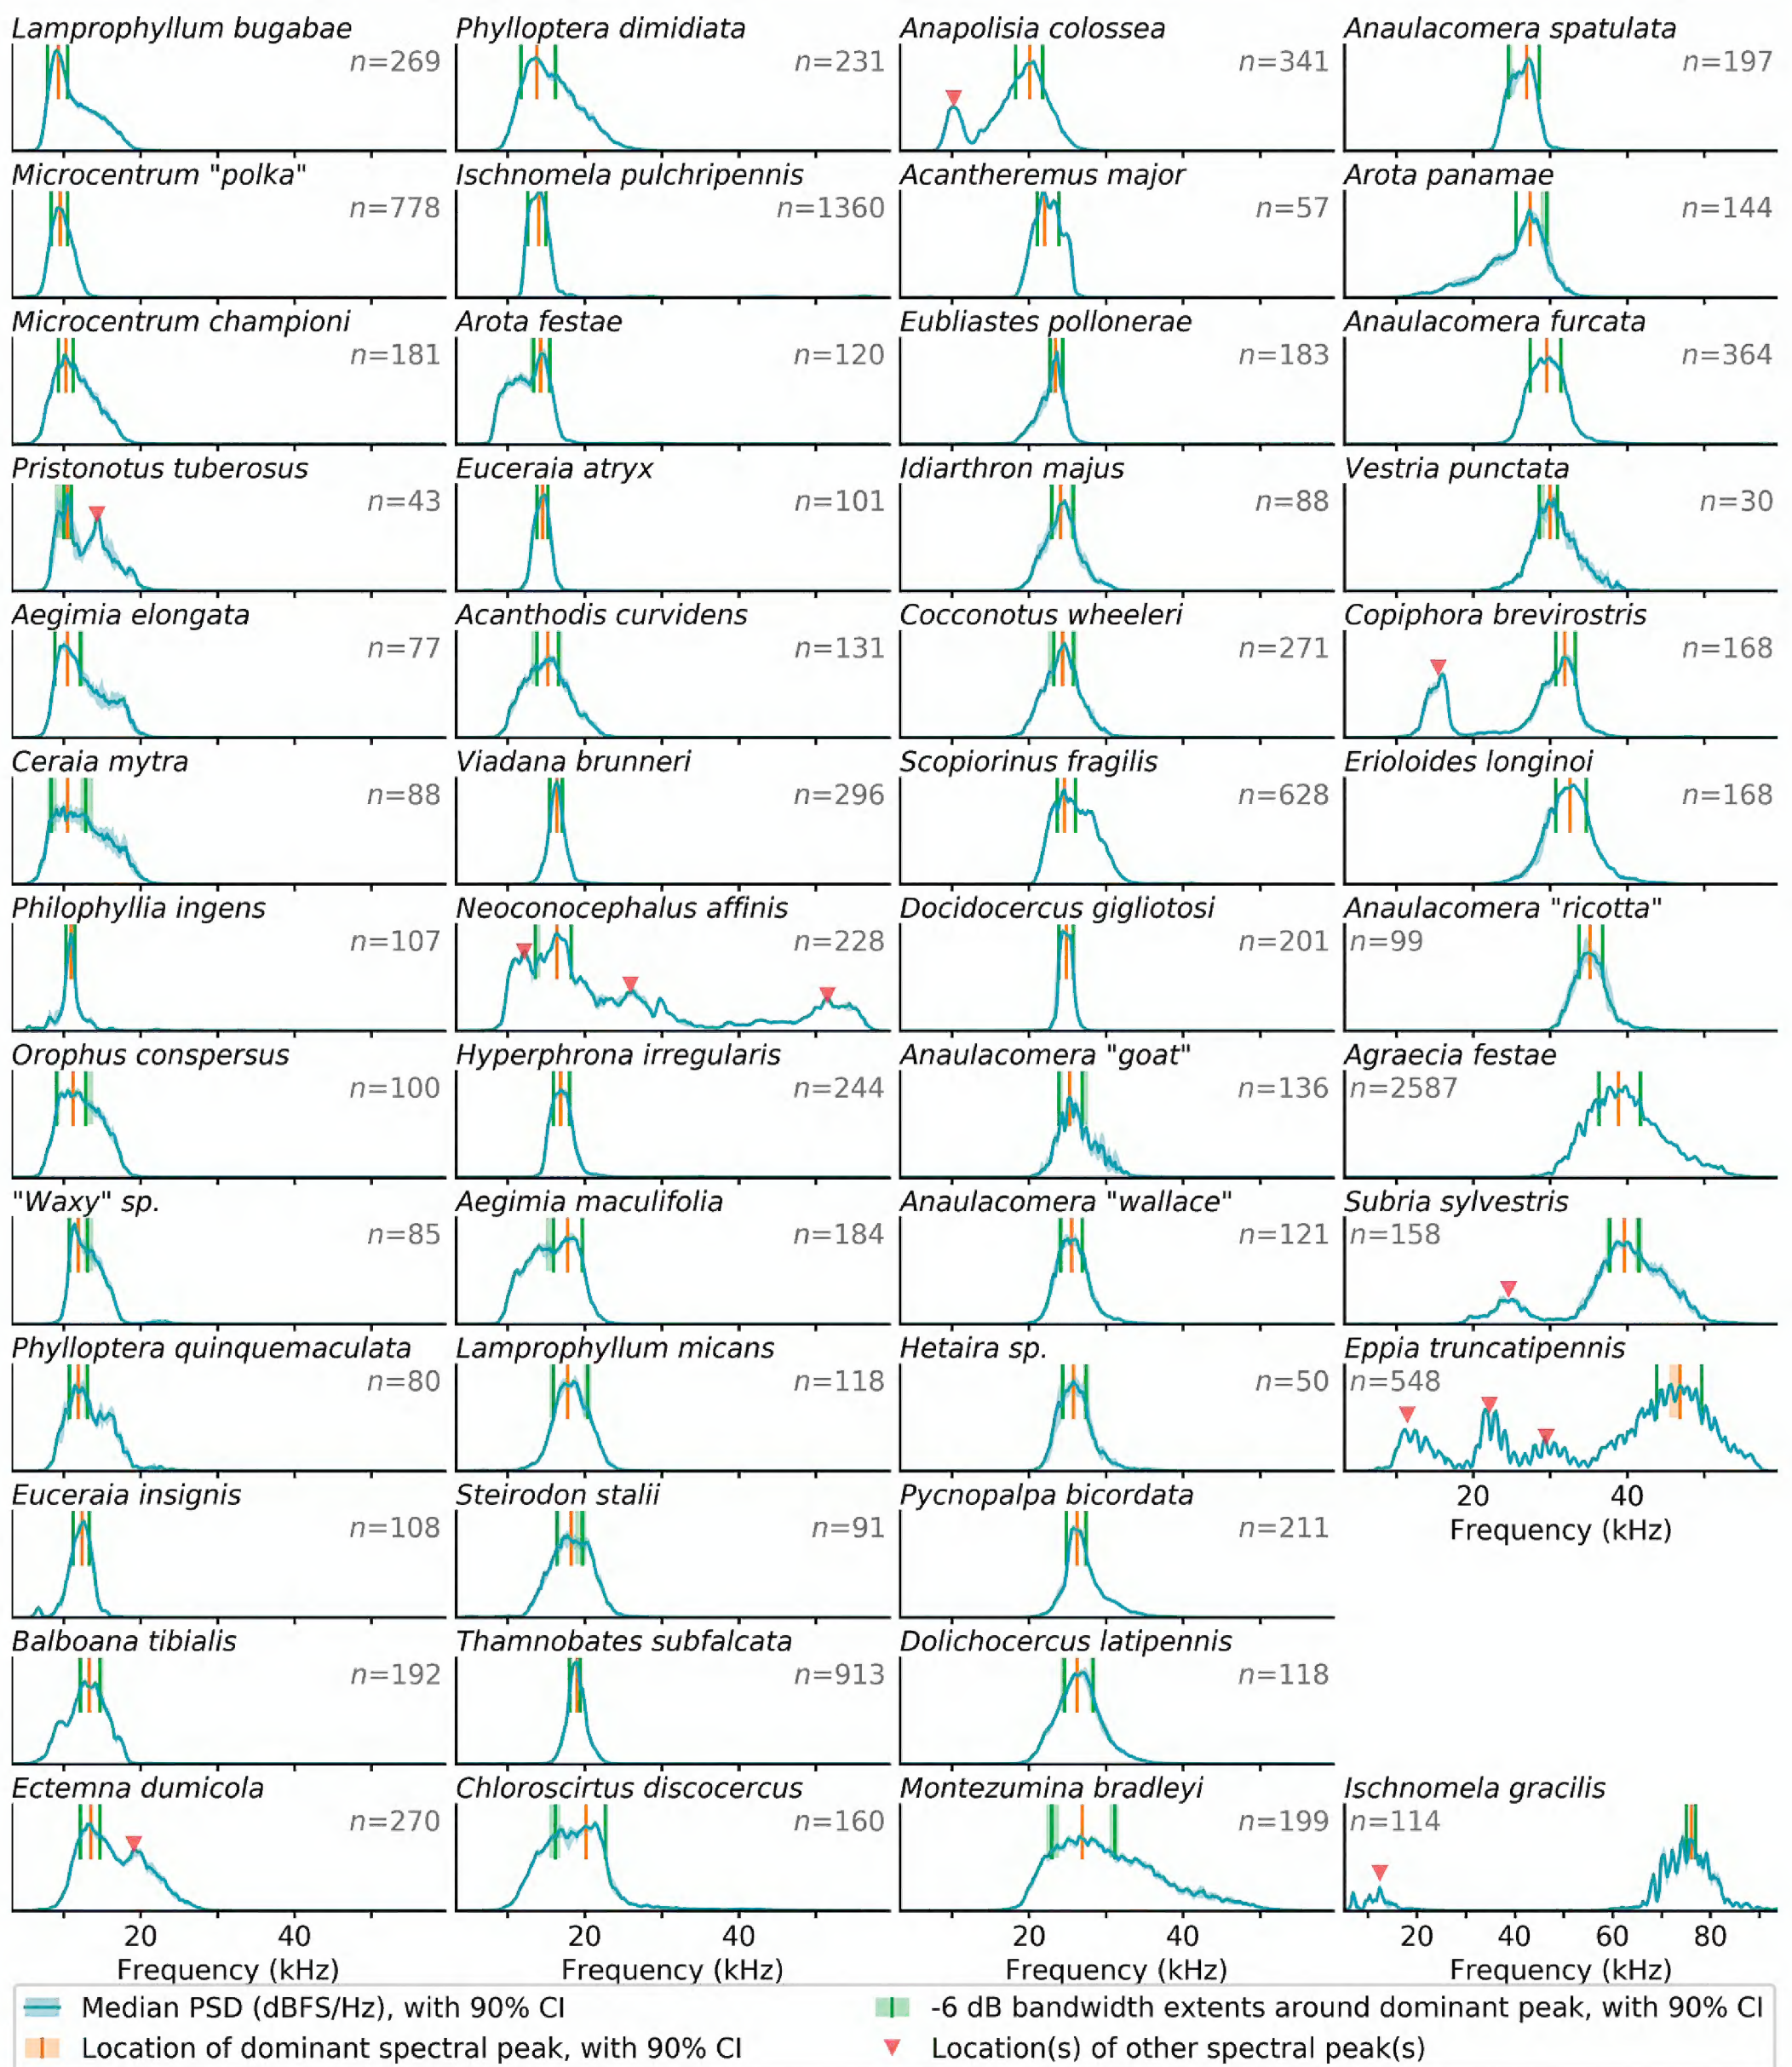 Lamprophyllum bugabae
n=269
Phylloptera dimidiata
n=231
Anapolisia colossea
n=341
Anaulacomera spatulata
n=197
Microcentrum "polka"
n=778
Ischnomela pulchripennis
n=1360
Acantheremus major
n=57
Arota panamae
n=144
Microcentrum championi
n=181
Arota festae
n=120
Eubliastes pollonerae
n=183
Anaulacomera furcata
n=364
Pristonotus tuberosus
n=43
Euceraia atryx
n=101
Idiarthron majus
n=88
Vestria punctata
n=30
Aegimia elongata
n=77
Acanthodis curvidens
n=131
Cocconotus wheeleri
n=271
Copiphora brevirostris
n=168
Ceraia mytra
n=88
Viadana brunneri
n=296
Scopiorinus fragilis
n=628
Erioloides longinoi
n=168
Philophyllia ingens
n=107
Neoconocephalus affinis
n=228
Docidocercus gigliotosi
n=201
Anaulacomera "ricotta"
n=99
Orophus conspersus
n=100
Hyperphrona irregularis
n=244
Anaulacomera "goat"
n=136
Agraecia festae
n=2587
"Waxy" sp.
n=85
Aegimia maculifolia
n=184
Anaulacomera "wallace"
n=121
Subria sylvestris
n=158
Phylloptera quinquemaculata
n=80
Lamprophyllum micans
n=118
Hetaira sp.
n=50
Eppia truncatipennis
n=548
20 40
Frequency (kHz)
Euceraia insignis
n=108
Steirodon stalii
n=91
Pycnopalpa bicordata
n=211
Balboana tibialis
n=192
Thamnobates subfalcata
n=913
Dolichocercus latipennis
n=118
Ectemna dumicola
n=270
Chloroscirtus discocercus
n=160
Montezumina bradleyi
n=199
Ischnomela gracilis
n=114
20 40
Frequency (kHz)
20 40
Frequency (kHz)
20 40
Frequency (kHz)
20 40 60 80
Frequency (kHz)
Median PSD (dBFS/Hz), with 90% CI
-6 dB bandwidth extents around dominant peak, with 90% CI
Location of dominant spectral peak, with 90% CI
Location(s) of other spectral peak(s)